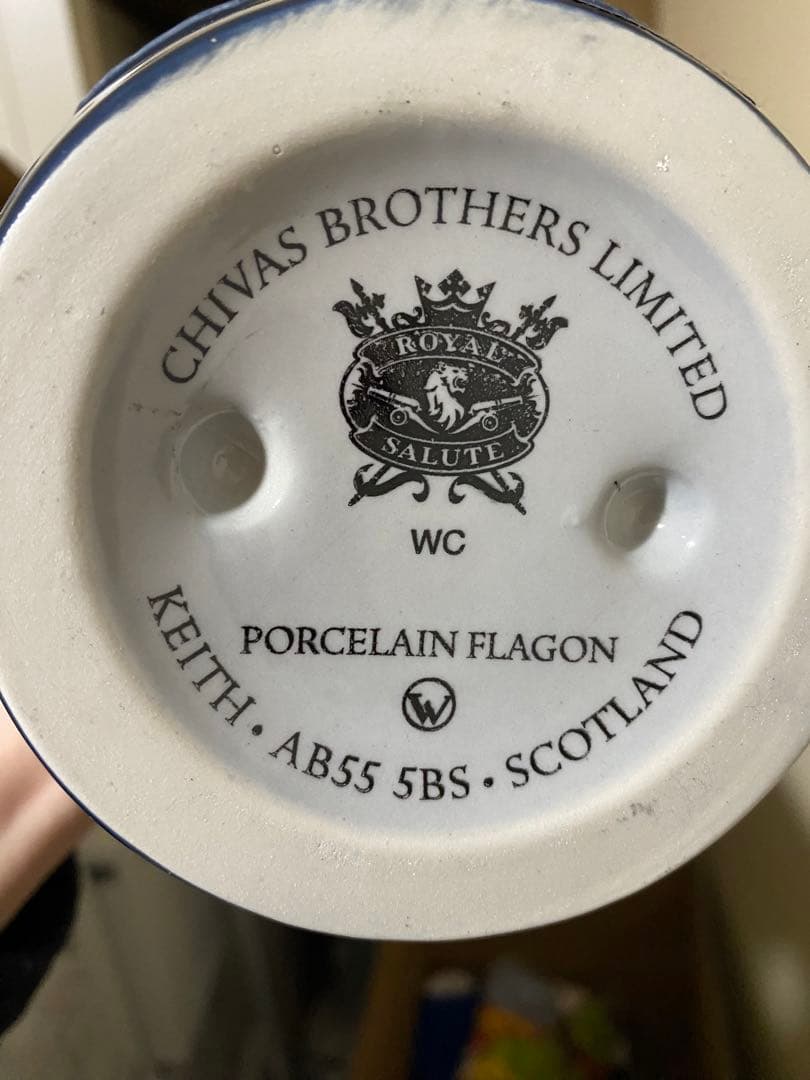 CHIVAS BROTHERS LIMITED
ROYAL
SALUTE
WC
PORCELAIN FLAGON
W
KEITH • AB55 5BS • SCOTLAND